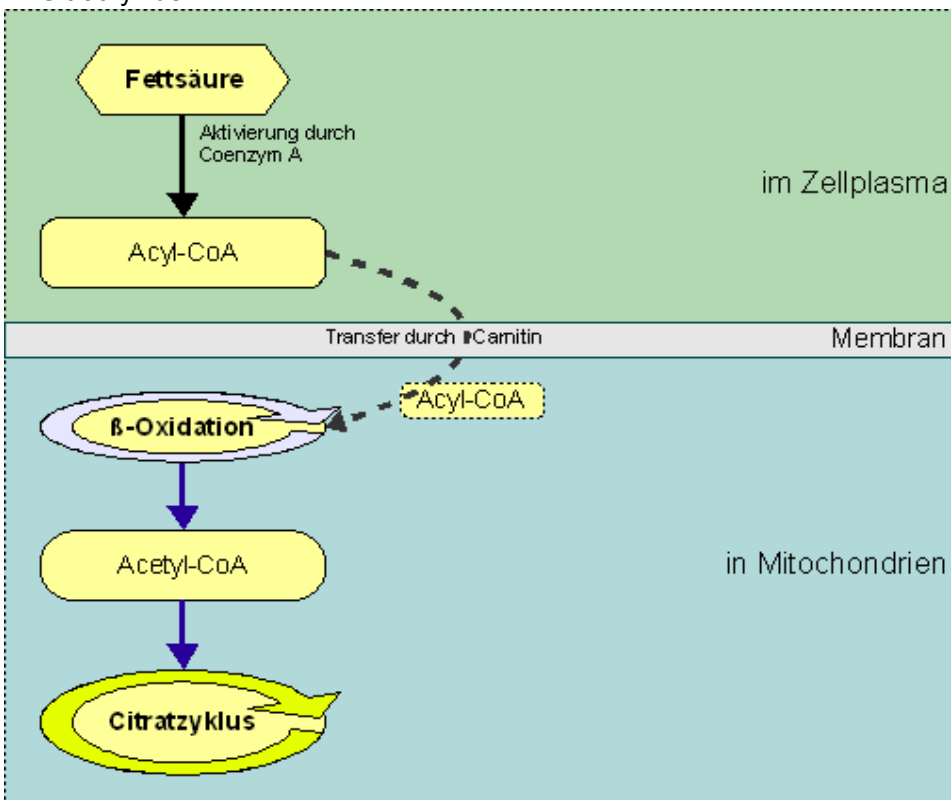 Fettsäure
Aktivierung durch
Coenzym A
im Zellplasma
Acyl-CoA
Transfer durch Carnitin
Membran
Acyl-CoA
ß-Oxidation
Acetyl-CoA
in Mitochondrien
Citratzyklus